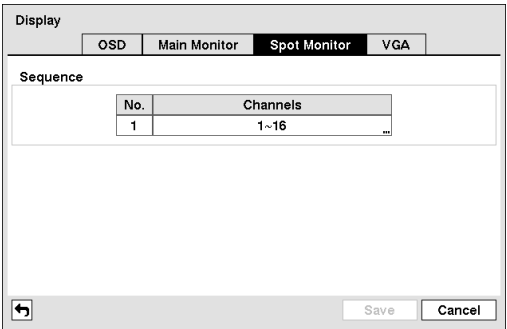 Display
OSD Main Monitor Spot Monitor VGA
Sequence
No. Channels
1 1~16 ...
Save Cancel